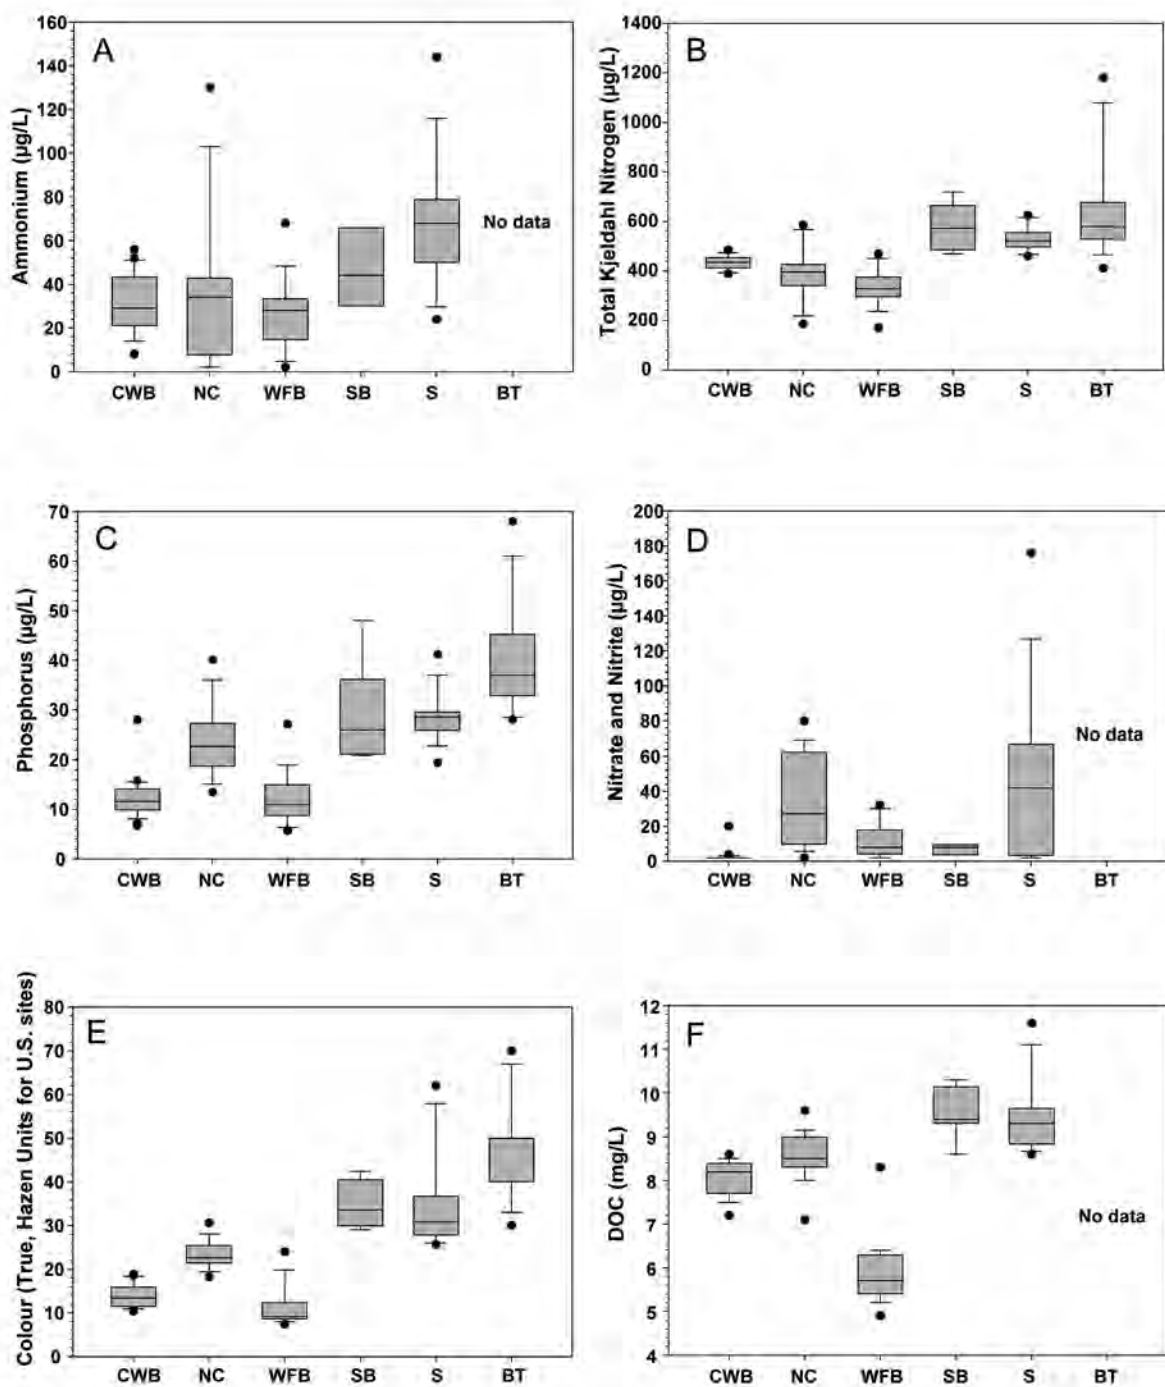 A
Ammonium (µg/L)
160
140
120
100
80
60
40
20
0
No data
CWB NC WFB SB S BT
B
Total Kjeldahl Nitrogen (µg/L)
1400
1200
1000
800
600
400
200
0
CWB NC WFB SB S BT
C
Phosphorus (µg/L)
70
60
50
40
30
20
10
0
CWB NC WFB SB S BT
D
Nitrate and Nitrite (µg/L)
200
180
160
140
120
100
80
60
40
20
0
No data
CWB NC WFB SB S BT
E
Colour (True, Hazen Units for U.S. sites)
80
70
60
50
40
30
20
10
0
CWB NC WFB SB S BT
F
DOC (mg/L)
12
11
10
9
8
7
6
5
4
No data
CWB NC WFB SB S BT